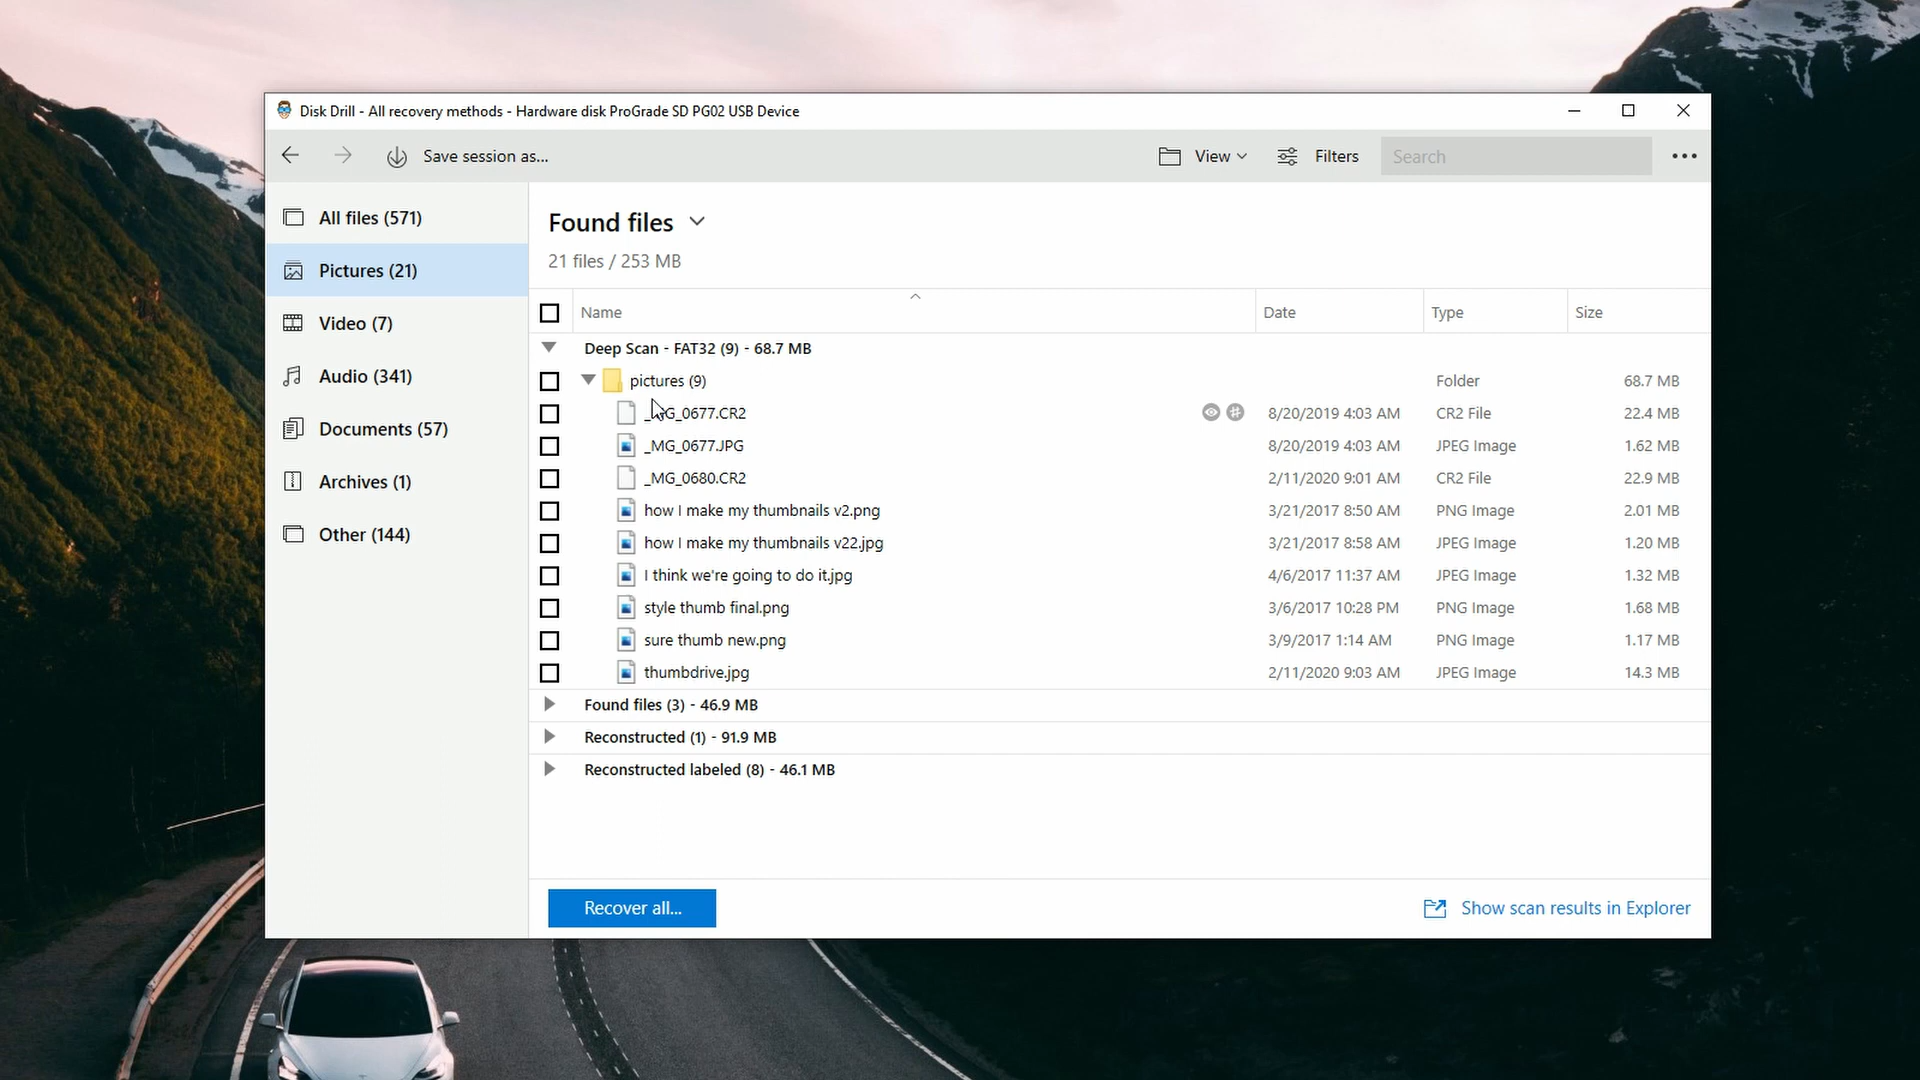 Disk Drill - All recovery methods - Hardware disk ProGrade SD PG02 USB Device
Save session as...
View
Filters
Search
All files (571)
Pictures (21)
Video (7)
Audio (341)
Documents (57)
Archives (1)
Other (144)
Found files
21 files / 253 MB
Name Date Type Size
Deep Scan - FAT32 (9) - 68.7 MB
pictures (9) Folder 68.7 MB
_MG_0677.CR2 8/20/2019 4:03 AM CR2 File 22.4 MB
_MG_0677.JPG 8/20/2019 4:03 AM JPEG Image 1.62 MB
_MG_0680.CR2 2/11/2020 9:01 AM CR2 File 22.9 MB
how I make my thumbnails v2.png 3/21/2017 8:50 AM PNG Image 2.01 MB
how I make my thumbnails v22.jpg 3/21/2017 8:58 AM JPEG Image 1.20 MB
I think we're going to do it.jpg 4/6/2017 11:37 AM JPEG Image 1.32 MB
style thumb final.png 3/6/2017 10:28 PM PNG Image 1.68 MB
sure thumb new.png 3/9/2017 1:14 AM PNG Image 1.17 MB
thumbdrive.jpg 2/11/2020 9:03 AM JPEG Image 14.3 MB
Found files (3) - 46.9 MB
Reconstructed (1) - 91.9 MB
Reconstructed labeled (8) - 46.1 MB
Recover all...
Show scan results in Explorer